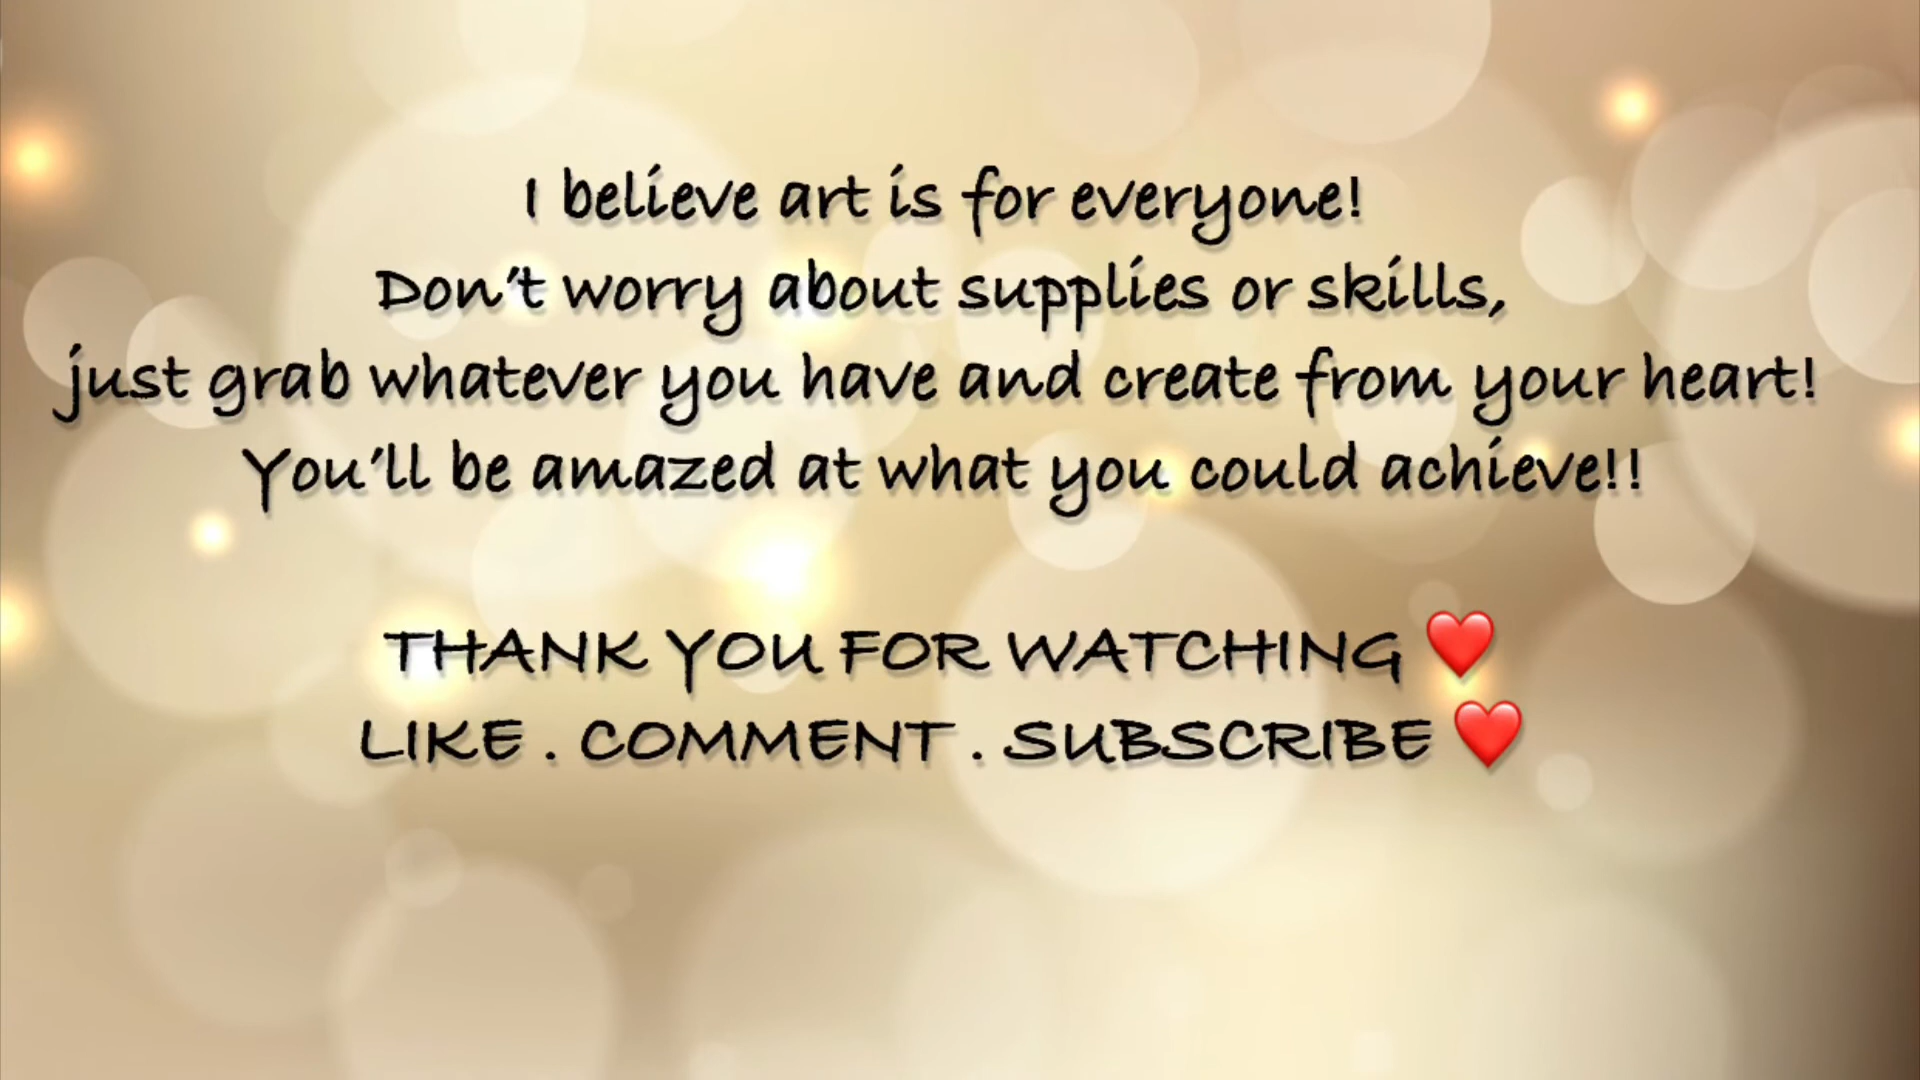 I believe art is for everyone!
Don't worry about supplies or skills,
just grab whatever you have and create from your heart!
You'll be amazed at what you could achieve!!
THANK YOU FOR WATCHING ❤️
LIKE . COMMENT . SUBSCRIBE ❤️